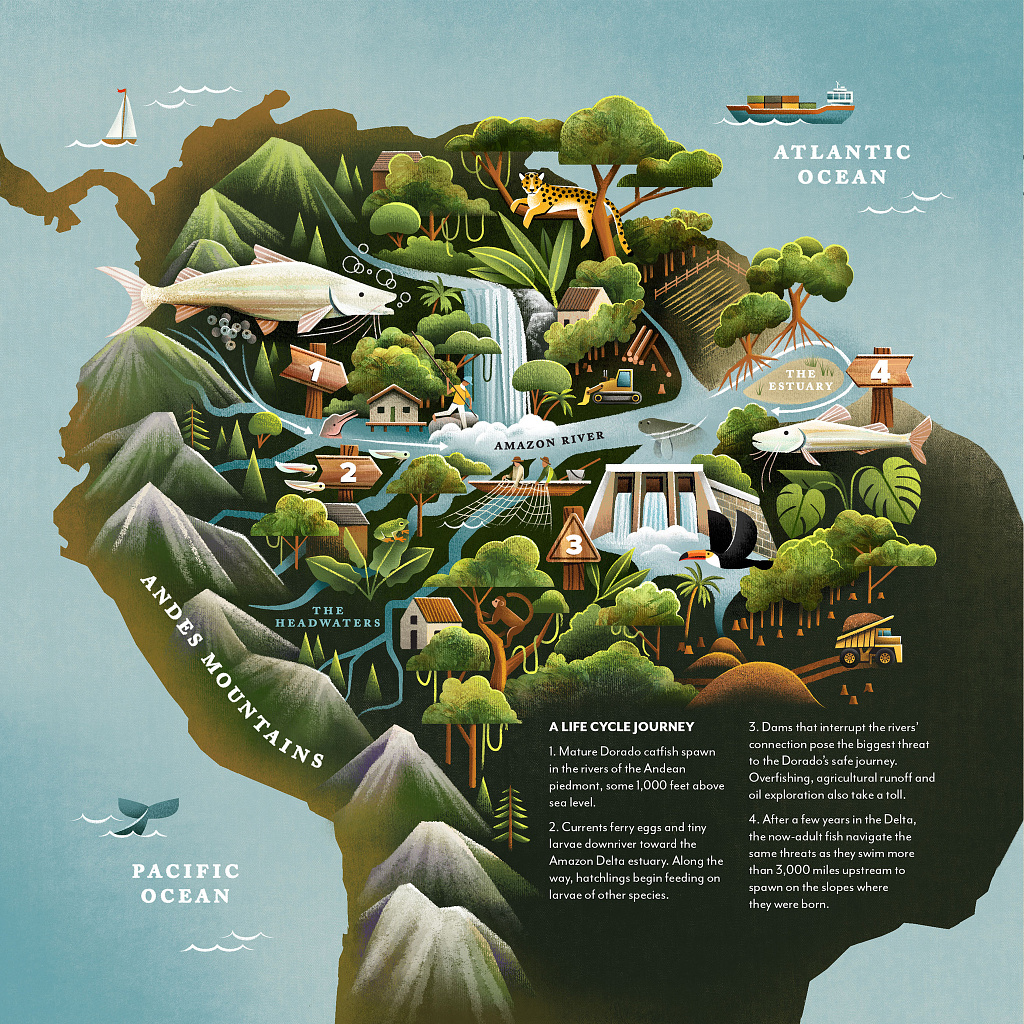 ATLANTIC
OCEAN
1
THE
ESTUARY
4
AMAZON RIVER
2
3
THE
HEADWATERS
ANDES MOUNTAINS
PACIFIC
OCEAN
A LIFE CYCLE JOURNEY
1. Mature Dorado catfish spawn
in the rivers of the Andean
piedmont, some 1,000 feet above
sea level.
2. Currents ferry eggs and tiny
larvae downriver toward the
Amazon Delta estuary. Along the
way, hatchlings begin feeding on
larvae of other species.
3. Dams that interrupt the rivers’
connection pose the biggest threat
to the Dorado’s safe journey.
Overfishing, agricultural runoff and
oil exploration also take a toll.
4. After a few years in the Delta,
the now-adult fish navigate the
same threats as they swim more
than 3,000 miles upstream to
spawn on the slopes where
they were born.